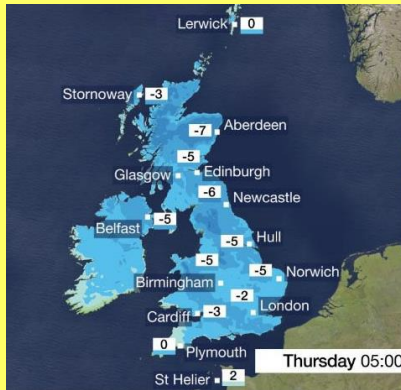 Lerwick 0
Stornoway -3
-7 Aberdeen
-5
Glasgow Edinburgh
-6 Newcastle
Belfast -5
-5 Hull
-5
Birmingham -5 Norwich
-2 London
Cardiff -3
0 Plymouth
Thursday 05:00
St Helier 2